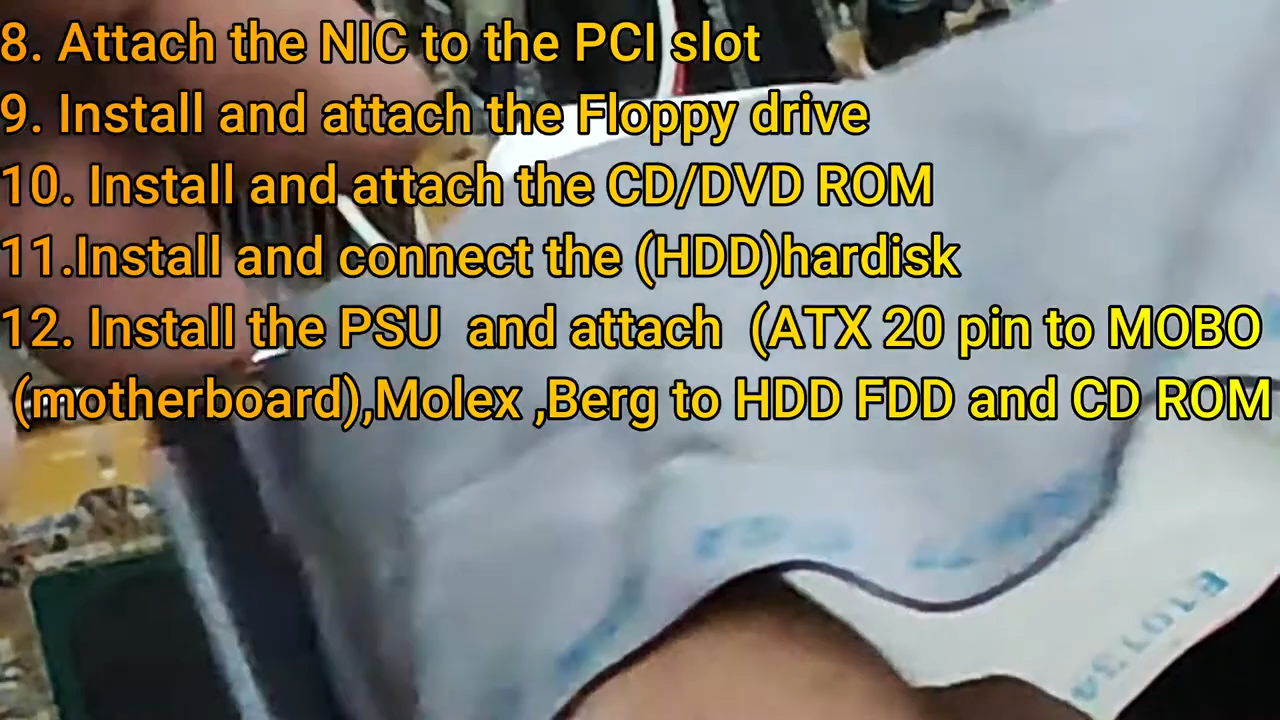 8. Attach the NIC to the PCI slot
9. Install and attach the Floppy drive
10. Install and attach the CD/DVD ROM
11.Install and connect the (HDD)hardisk
12. Install the PSU and attach (ATX 20 pin to MOBO
(motherboard),Molex ,Berg to HDD FDD and CD ROM